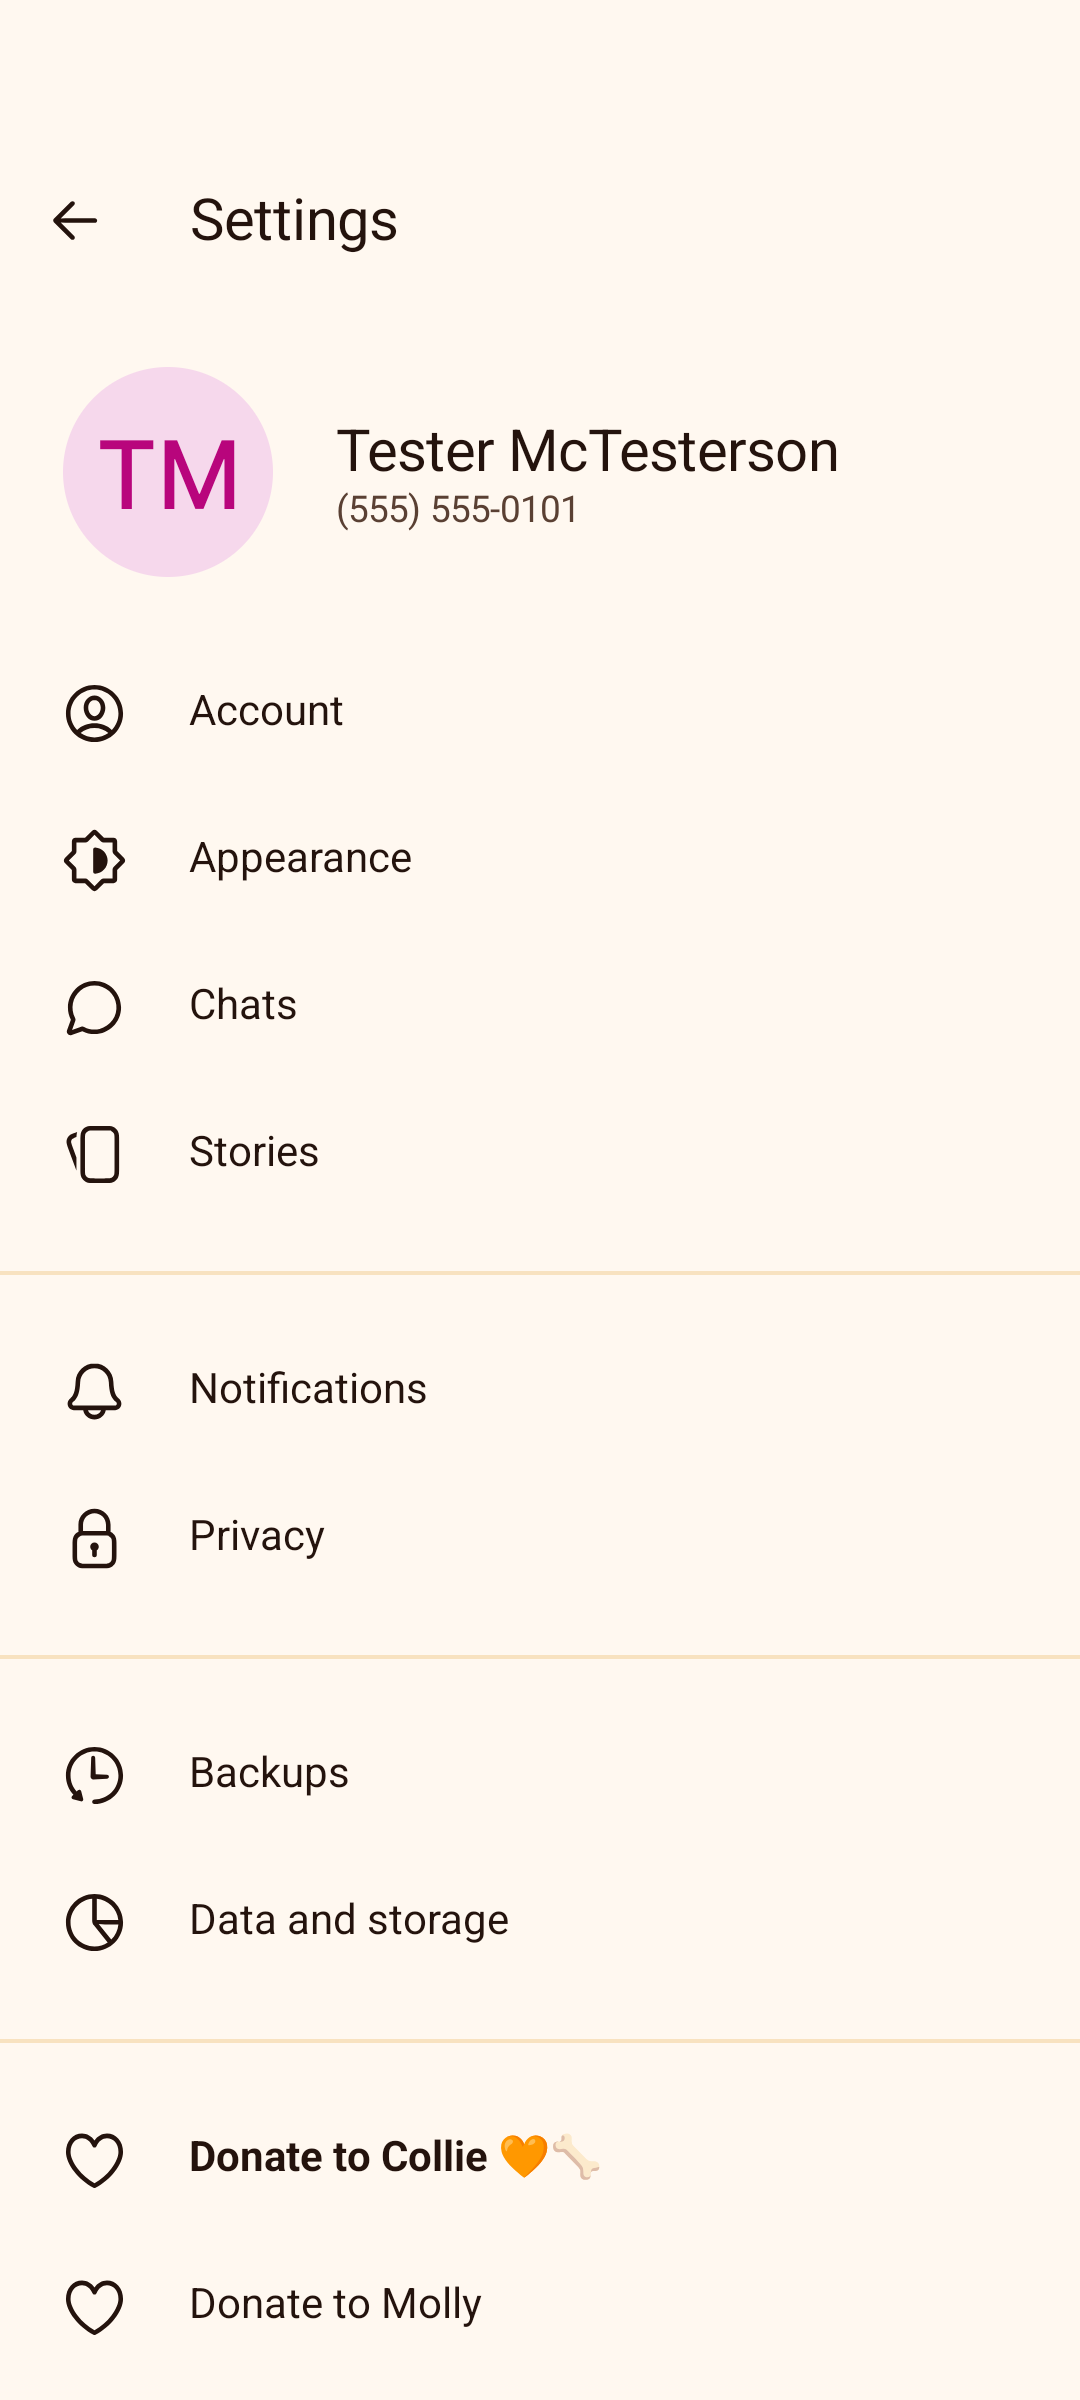 Settings
TM
Tester McTesterson
(555) 555-0101
Account
Appearance
Chats
Stories
Notifications
Privacy
Backups
Data and storage
Donate to Collie 🧡🦴
Donate to Molly